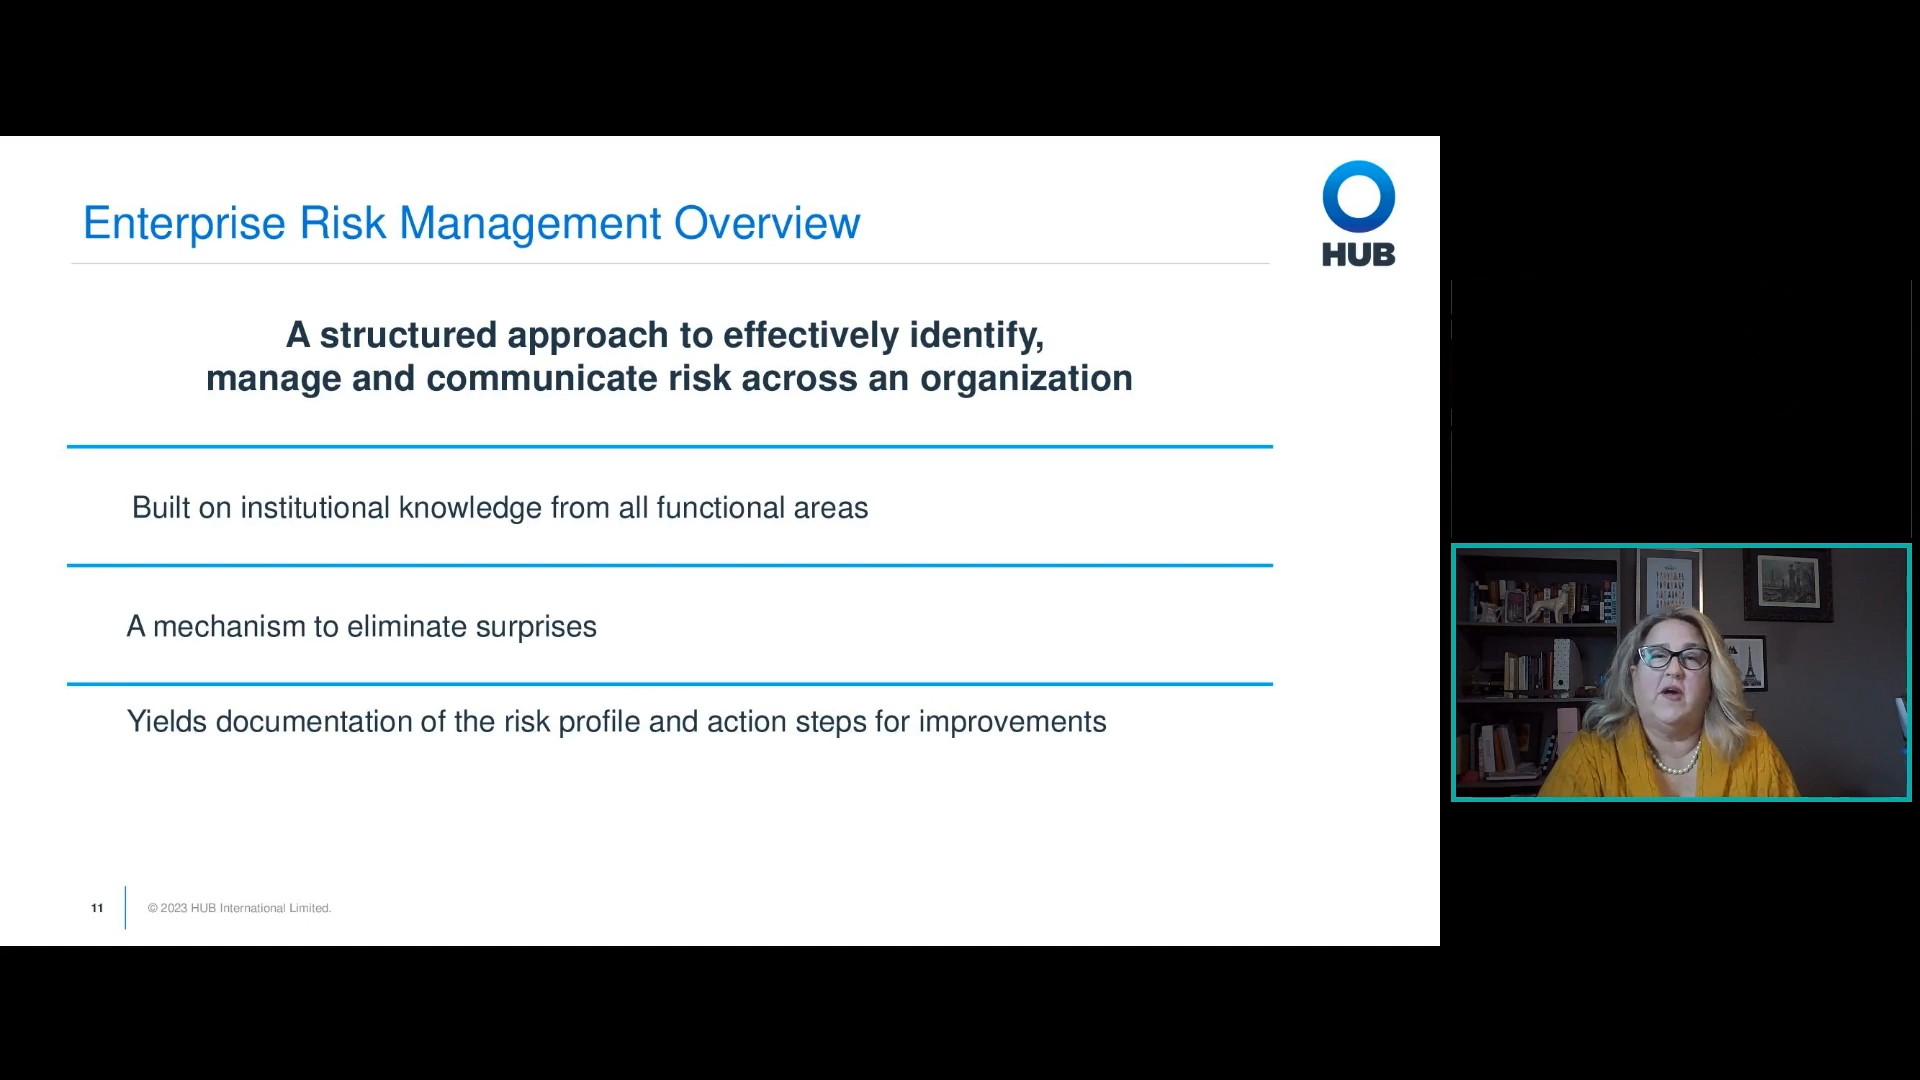 Enterprise Risk Management Overview
HUB
A structured approach to effectively identify,
manage and communicate risk across an organization
Built on institutional knowledge from all functional areas
A mechanism to eliminate surprises
Yields documentation of the risk profile and action steps for improvements
11
© 2023 HUB International Limited.